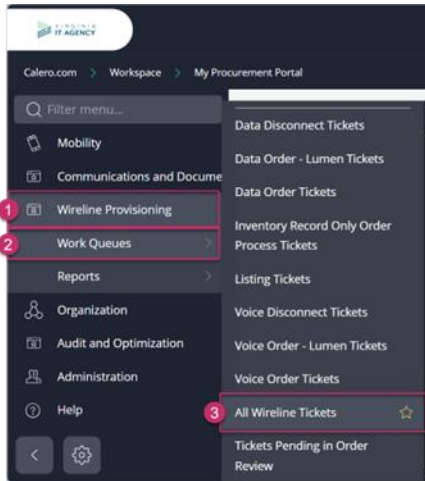 VIRGINIA
IT AGENCY
Calero.com > Workspace > My Procurement Portal
Filter menu...
Mobility
Communications and Docume
1 Wireline Provisioning
2 Work Queues >
Reports >
Organization
Audit and Optimization
Administration
Help
Data Disconnect Tickets
Data Order - Lumen Tickets
Data Order Tickets
Inventory Record Only Order
Process Tickets
Listing Tickets
Voice Disconnect Tickets
Voice Order - Lumen Tickets
Voice Order Tickets
3 All Wireline Tickets
Tickets Pending in Order
Review